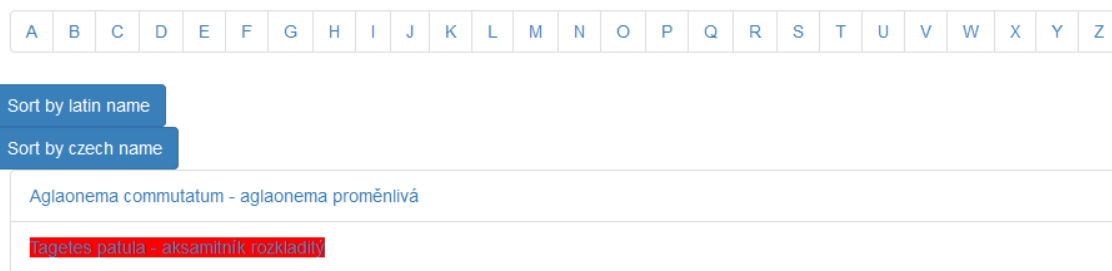 A B C D E F G H I J K L M N O P Q R S T U V W X Y Z
Sort by latin name
Sort by czech name
Aglaonema commutatum - aglaonema proměnlivá
Tagetes patula - aksamitník rozkladitý